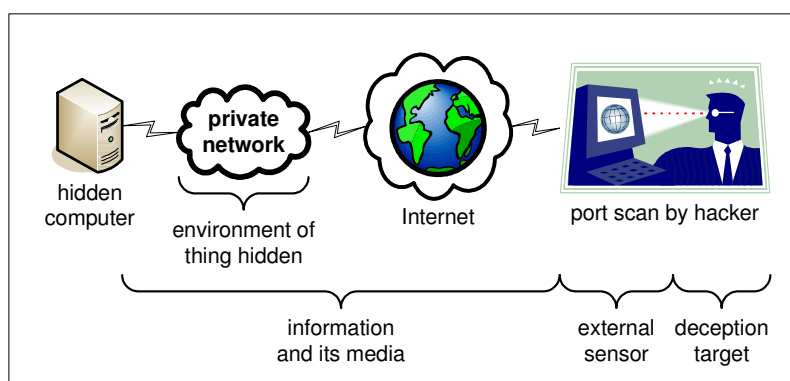 private
network
hidden
computer
environment of
thing hidden
Internet
port scan by hacker
information
and its media
external
sensor
deception
target